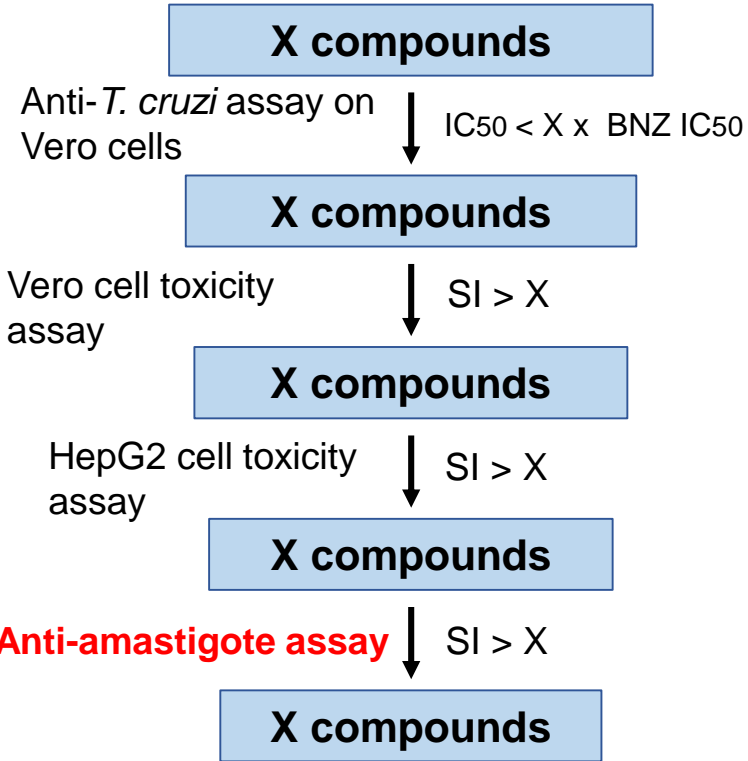 X compounds
Anti-T. cruzi assay on
Vero cells
IC50 < X x BNZ IC50
X compounds
Vero cell toxicity
assay
SI > X
X compounds
HepG2 cell toxicity
assay
SI > X
X compounds
Anti-amastigote assay
SI > X
X compounds